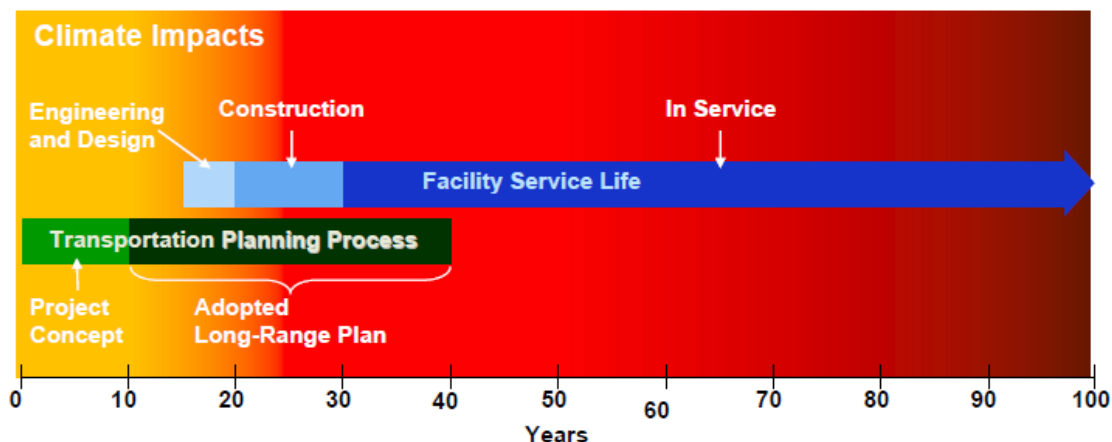 Climate Impacts
Engineering
and Design
Construction
In Service
Facility Service Life
Transportation Planning Process
Project
Concept
Adopted
Long-Range Plan
0 10 20 30 40 50 60 70 80 90 100
Years